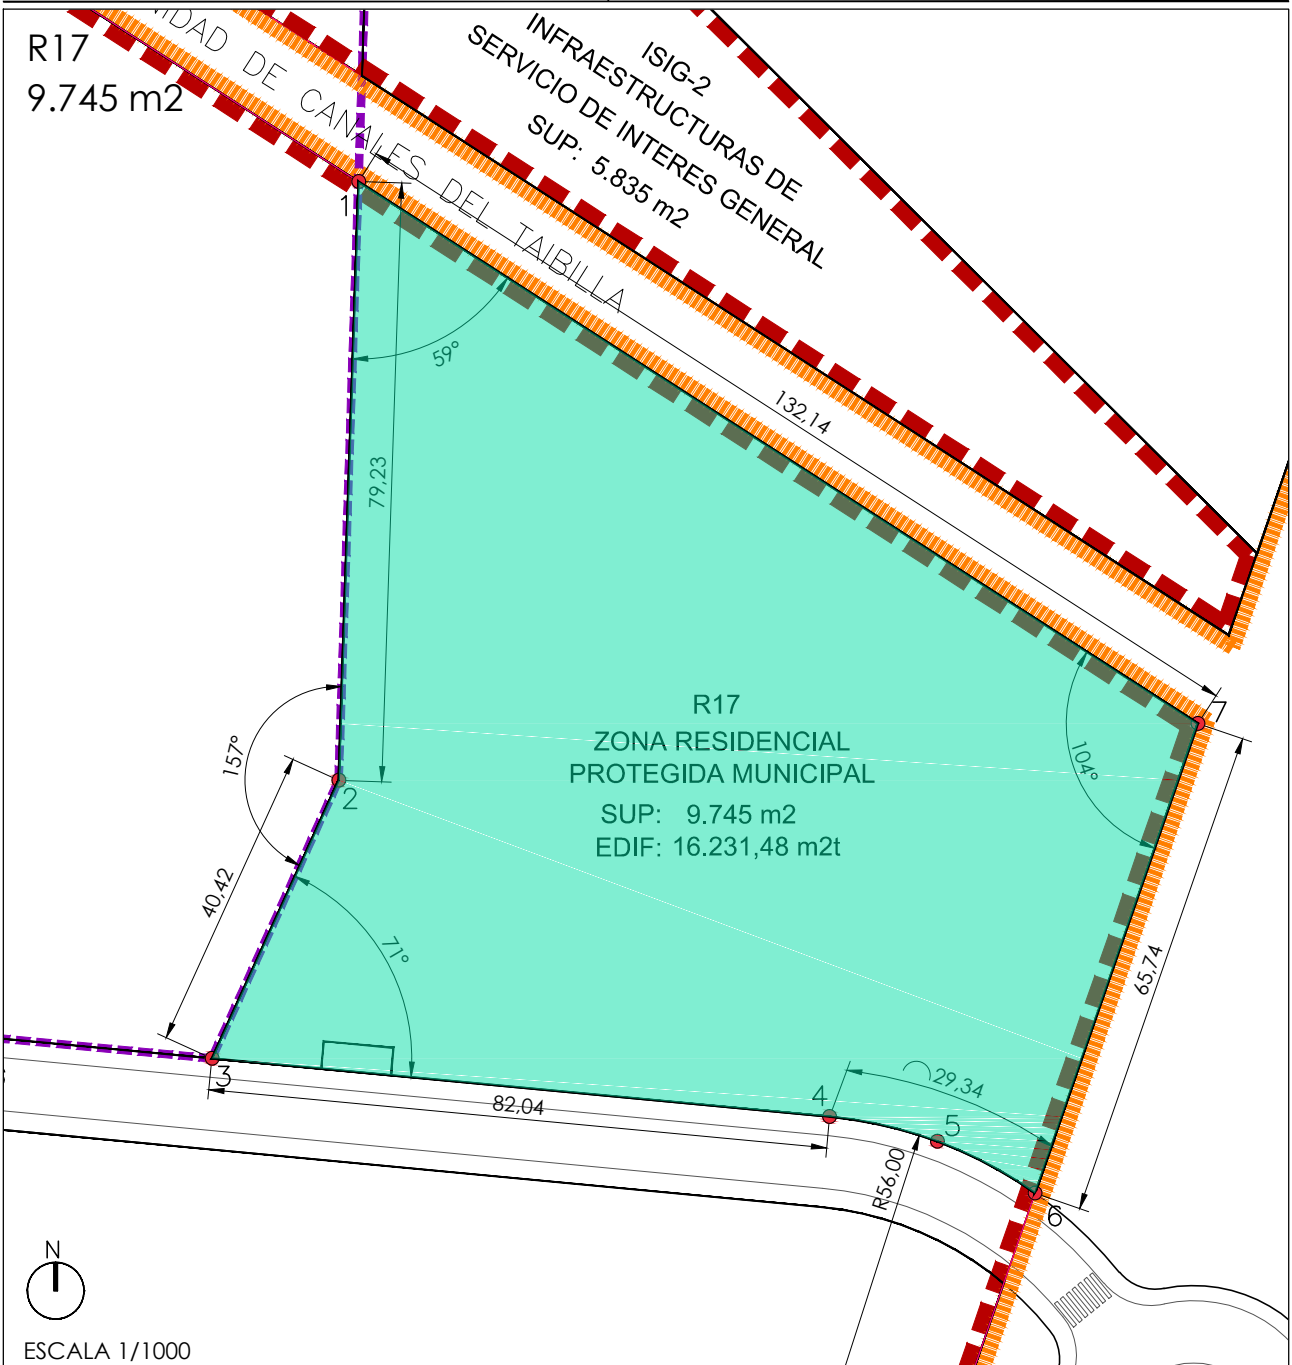 R17
9.745 m2
DE CANALES DEL TAIBILLA
ISIG-2
INFRAESTRUCTURAS DE
SERVICIO DE INTERES GENERAL
SUP: 5.835 m2
1
59°
132,14
79,23
7
R17
ZONA RESIDENCIAL
PROTEGIDA MUNICIPAL
SUP: 9.745 m2
EDIF: 16.231,48 m2t
104°
157°
2
40,42
71°
65,74
3
82,04
4
29,34
5
R56,00
6
N
ESCALA 1/1000